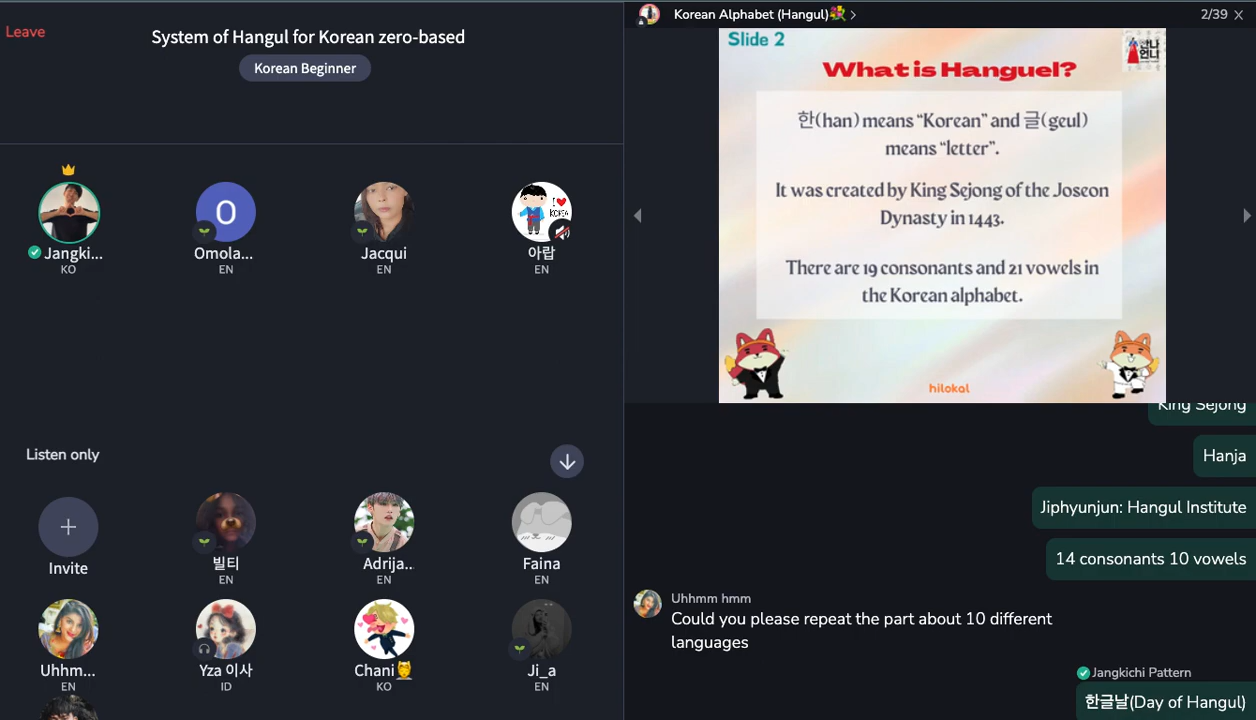 Leave
System of Hangul for Korean zero-based
Korean Beginner
Jangki...
KO
Omola...
EN
Jacqui
EN
아랍
EN
Listen only
Invite
빌티
EN
Adrija..
EN
Faina
EN
Uhhm...
EN
Yza 이사
ID
Chani
KO
Ji_a
EN
Korean Alphabet (Hangul)
2/39
Slide 2
What is Hanguel?
한(han) means “Korean” and 글(geul)
means “letter”.
It was created by King Sejong of the Joseon
Dynasty in 1443.
There are 19 consonants and 21 vowels in
the Korean alphabet.
hilokal
King Sejong
Hanja
Jiphyunjun: Hangul Institute
14 consonants 10 vowels
Uhhmm hmm
Could you please repeat the part about 10 different
languages
Jangkichi Pattern
한글날(Day of Hangul)